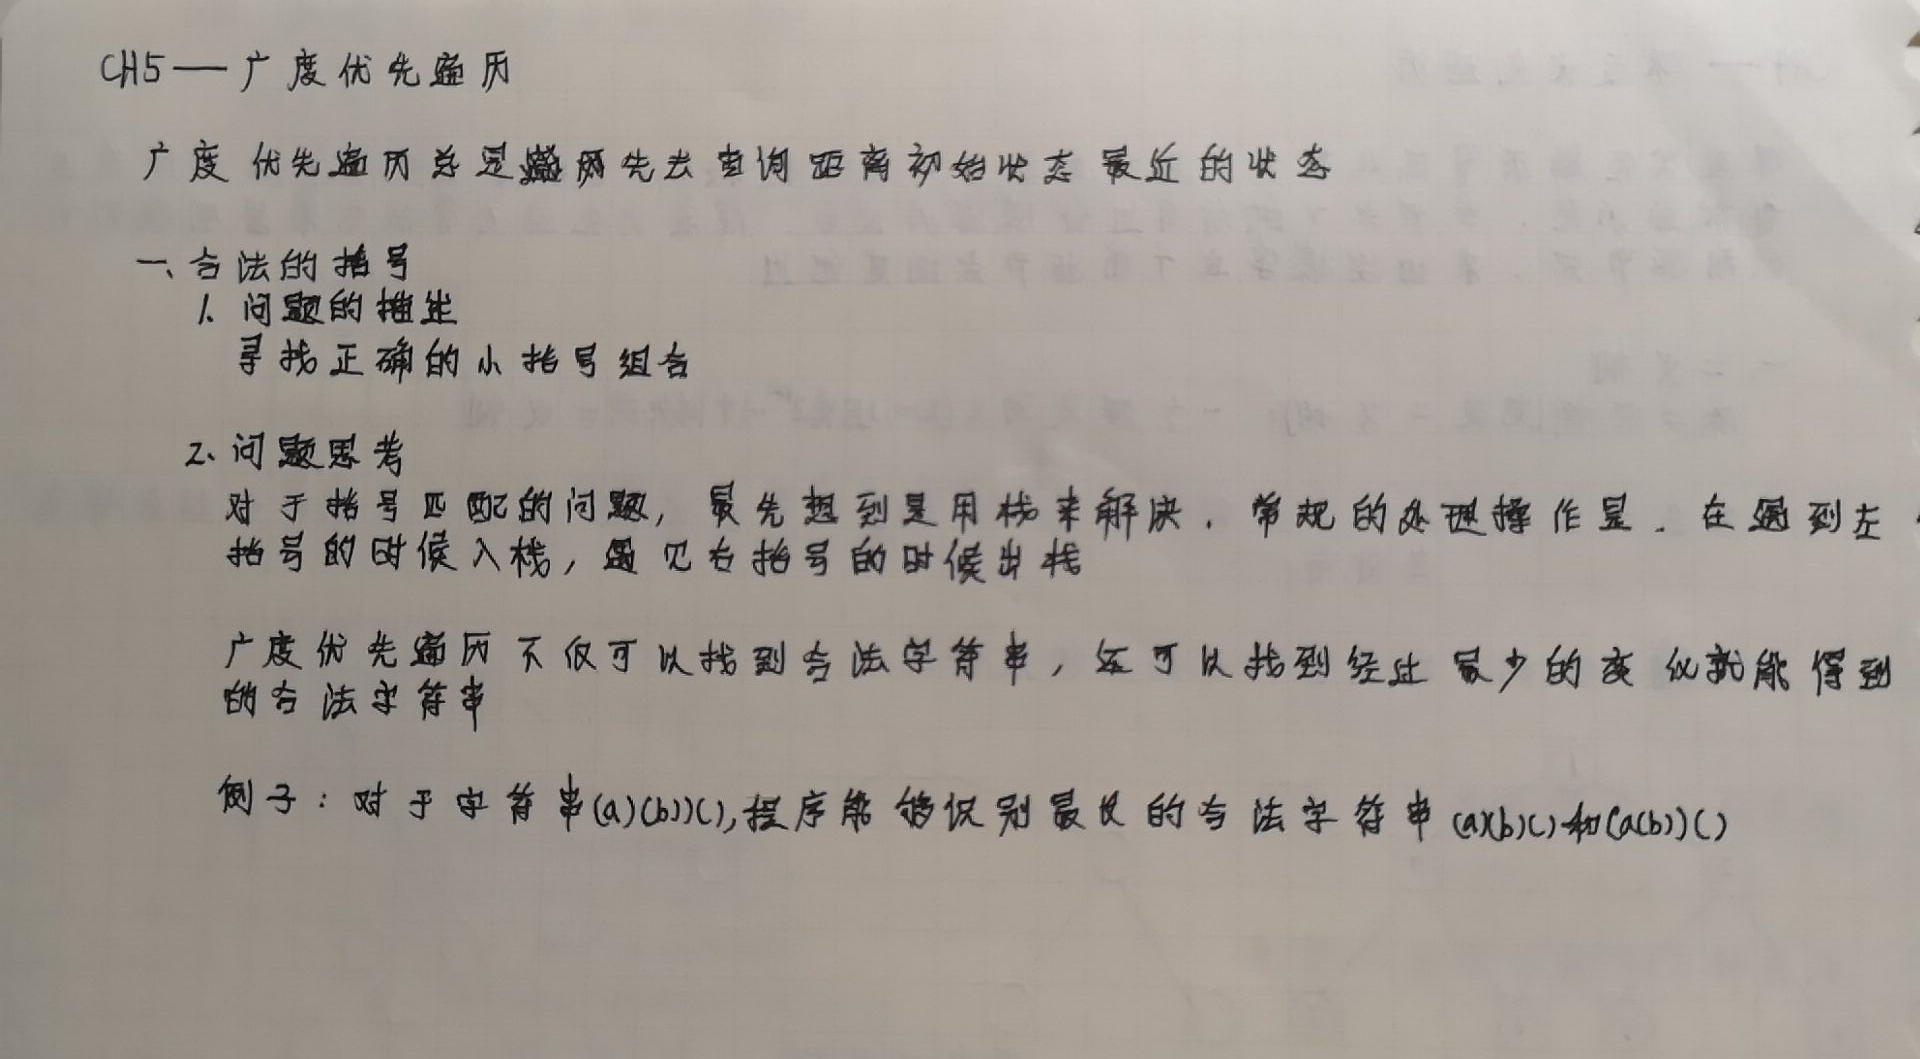 CH5——广度优先遍历
广度优先遍历总是先去查询距离初始状态最近的状态
一、合法的括号
1. 问题的推出
寻找正确的小括号组合
2、问题思考
对于括号匹配的问题,最先想到是用栈来解决.常规的处理操作是.在遇到左
括号的时候入栈,遇见右括号的时候出栈
广度优先遍历不仅可以找到合法字符串,还可以找到经过最少的变化就能得到
的合法字符串
例子:对于字符串(a)(b))(),程序能够识别最长的合法字符串(a)(b)()和(a(b))()